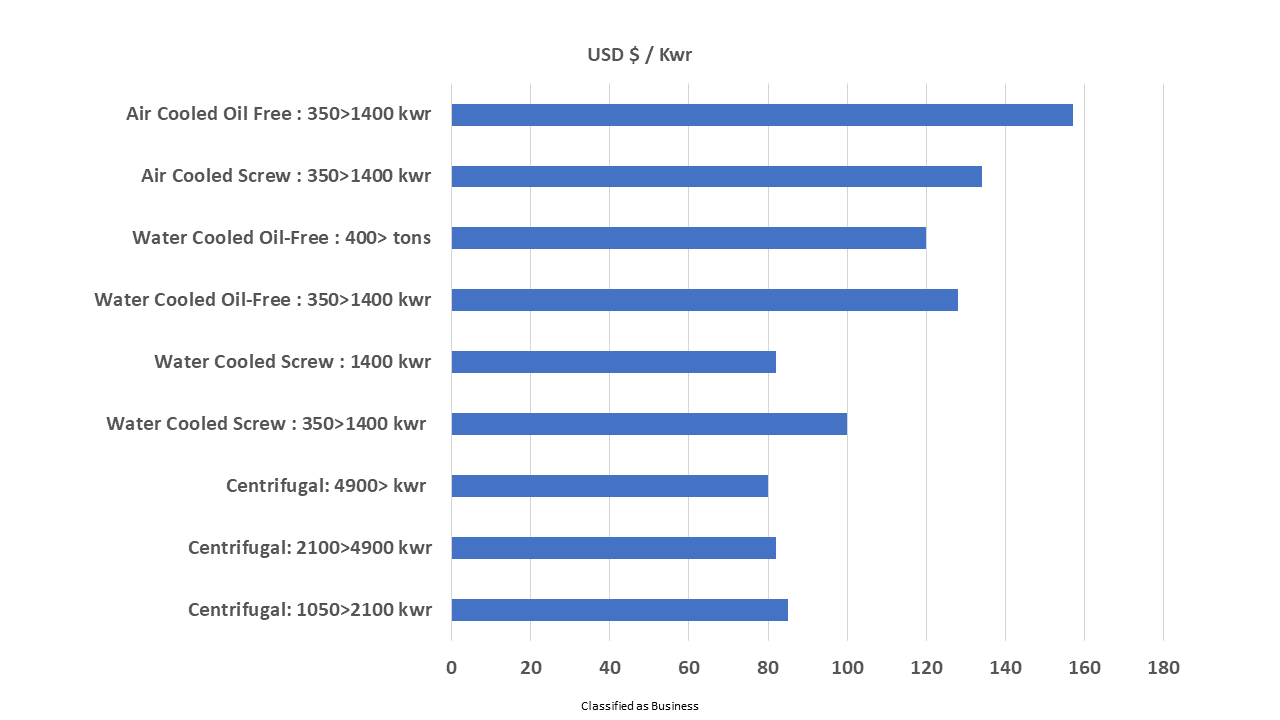 USD $ / Kwr
Air Cooled Oil Free : 350>1400 kwr
Air Cooled Screw : 350>1400 kwr
Water Cooled Oil-Free : 400> tons
Water Cooled Oil-Free : 350>1400 kwr
Water Cooled Screw : 1400 kwr
Water Cooled Screw : 350>1400 kwr
Centrifugal: 4900> kwr
Centrifugal: 2100>4900 kwr
Centrifugal: 1050>2100 kwr
0 20 40 60 80 100 120 140 160 180
Classified as Business